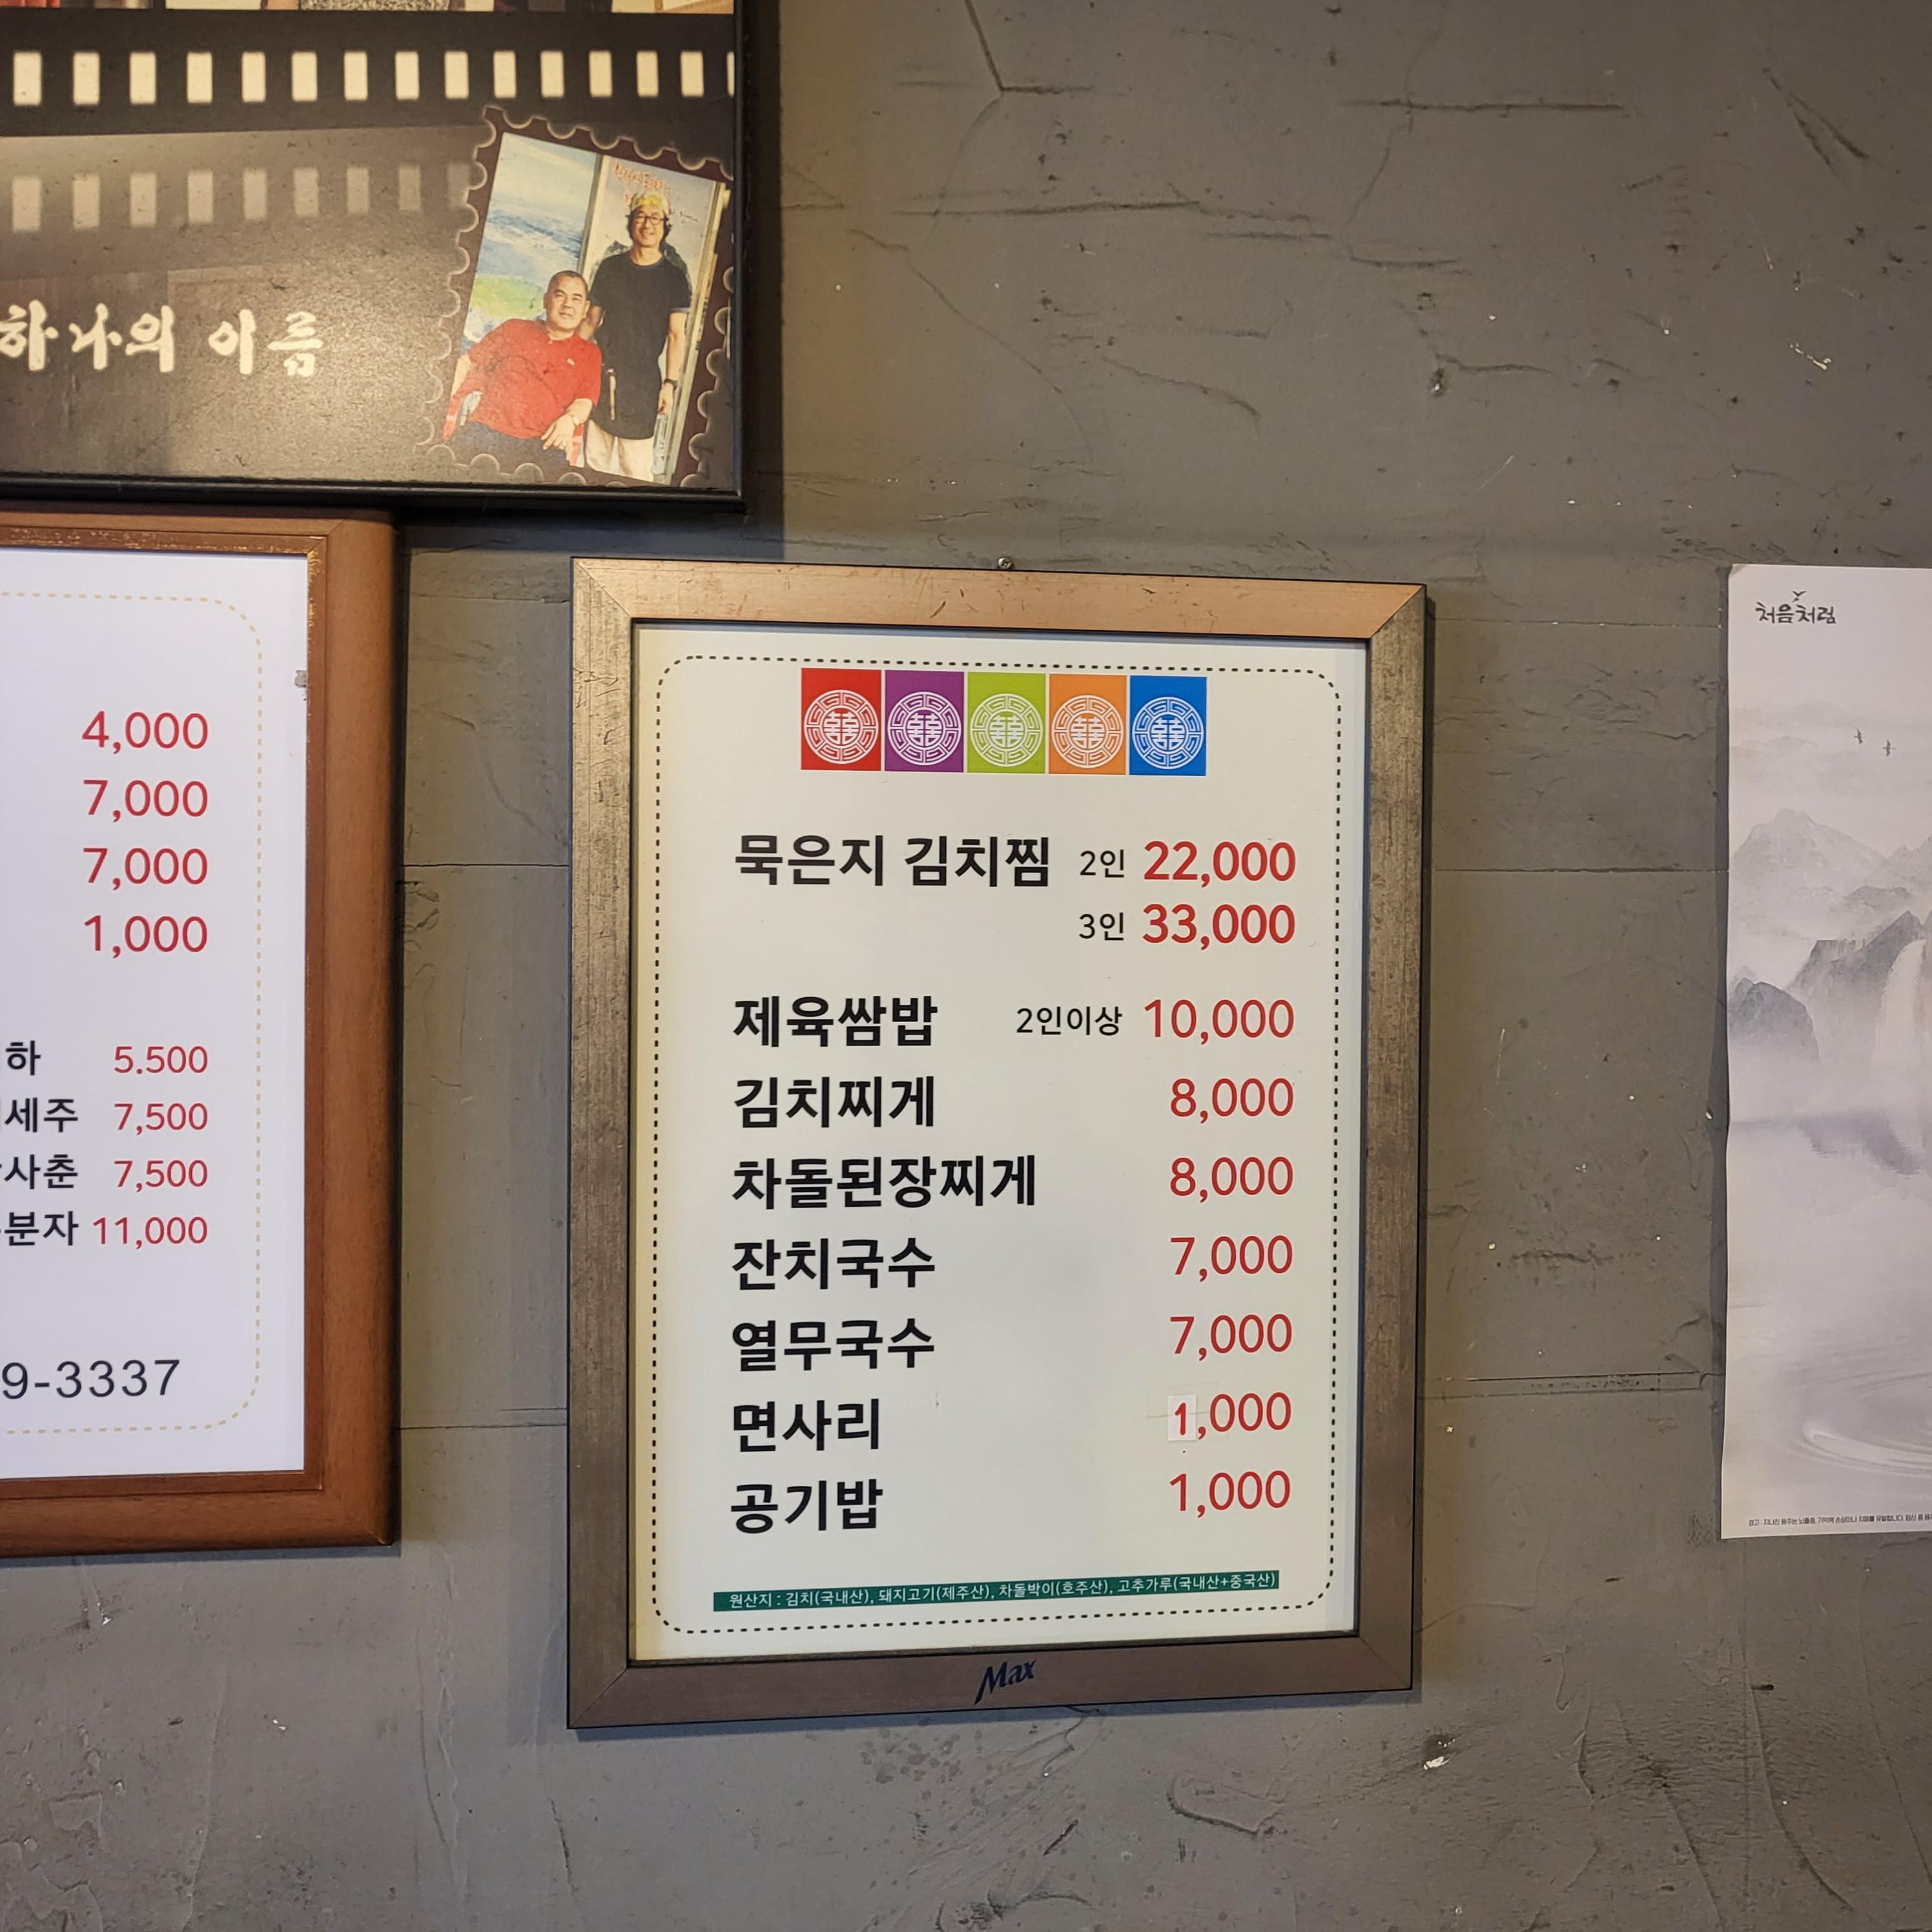 하나의 이름
4,000
7,000
7,000
1,000
하 5.500
세주 7,500
사춘 7,500
분자 11,000
9-3337
묵은지 김치찜 2인 22,000
3인 33,000
제육쌈밥 2인이상 10,000
김치찌게 8,000
차돌된장찌게 8,000
잔치국수 7,000
열무국수 7,000
면사리 1,000
공기밥 1,000
원산지 : 김치(국내산), 돼지고기(제주산), 차돌박이(호주산), 고추가루(국내산+중국산)
Max
처음처럼